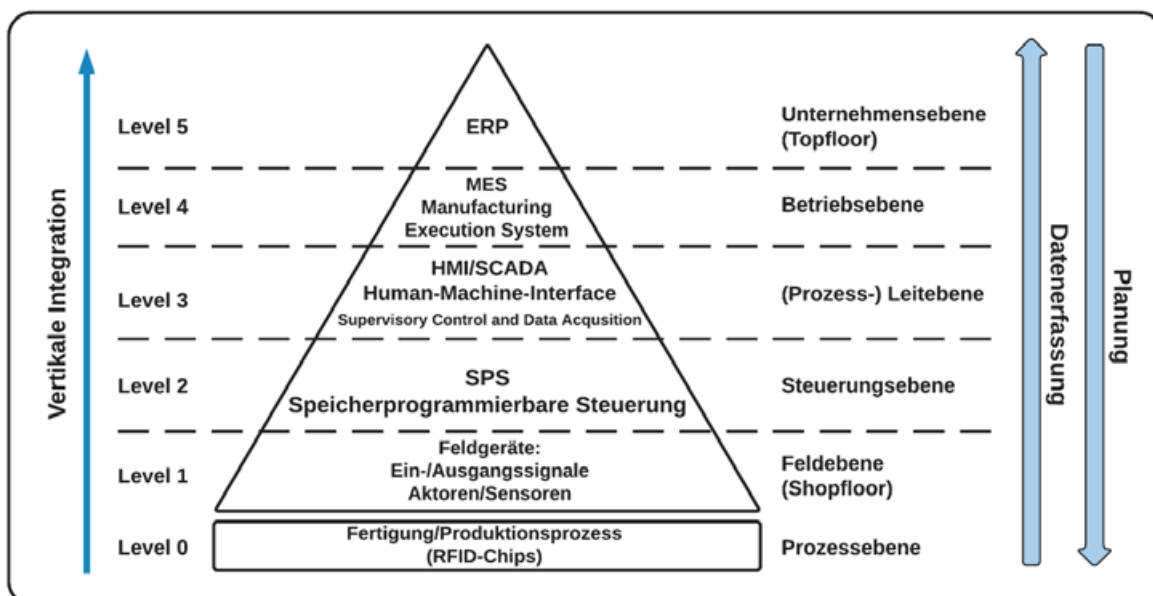 Vertikale Integration
Level 5
ERP
Unternehmensebene
(Topfloor)
Level 4
MES
Manufacturing
Execution System
Betriebsebene
Level 3
HMI/SCADA
Human-Machine-Interface
Supervisory Control and Data Acqusition
(Prozess-) Leitebene
Level 2
SPS
Speicherprogrammierbare Steuerung
Steuerungsebene
Level 1
Feldgeräte:
Ein-/Ausgangssignale
Aktoren/Sensoren
Feldebene
(Shopfloor)
Level 0
Fertigung/Produktionsprozess
(RFID-Chips)
Prozessebene
Datenerfassung
Planung